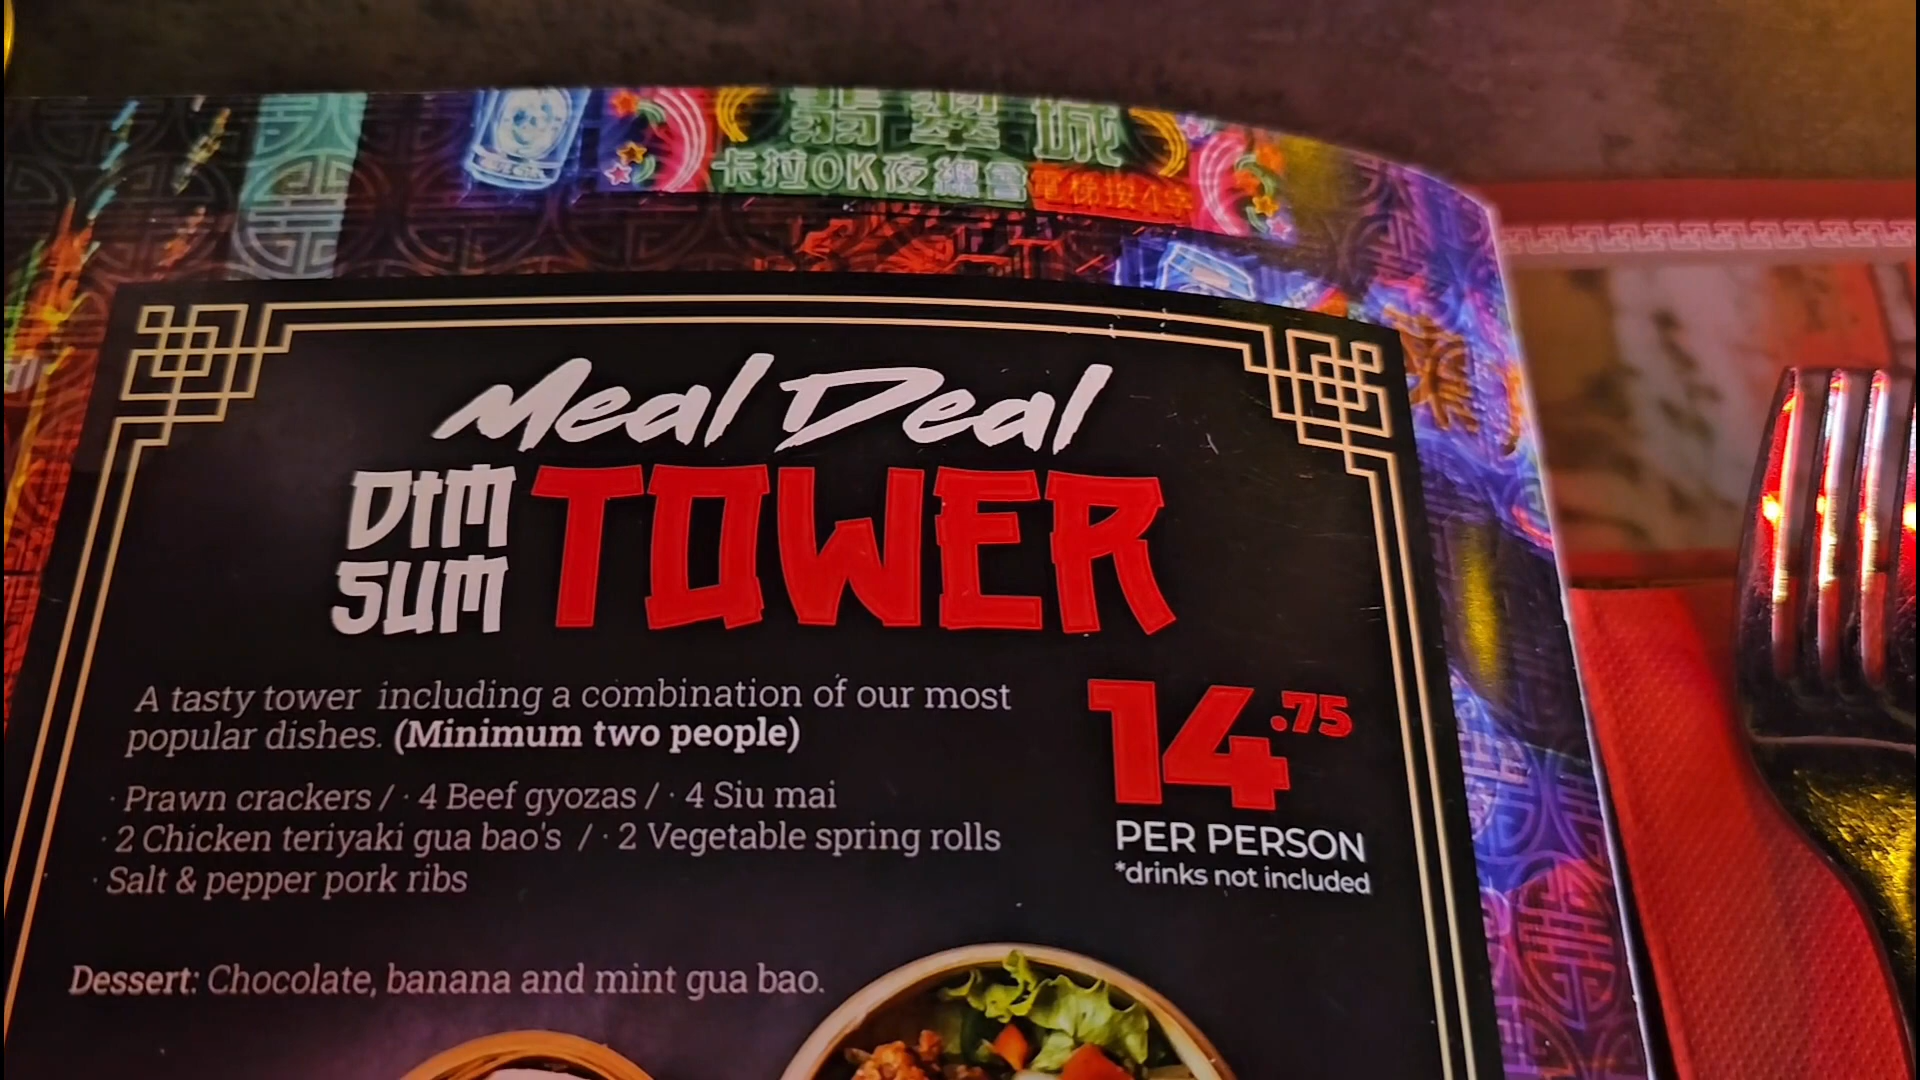 翡翠城
卡拉OK夜總會
Meal Deal
DIM SUM TOWER
A tasty tower including a combination of our most
popular dishes. (Minimum two people)
· Prawn crackers / · 4 Beef gyozas / · 4 Siu mai
· 2 Chicken teriyaki gua bao's / · 2 Vegetable spring rolls
· Salt & pepper pork ribs
14.75
PER PERSON
*drinks not included
Dessert: Chocolate, banana and mint gua bao.